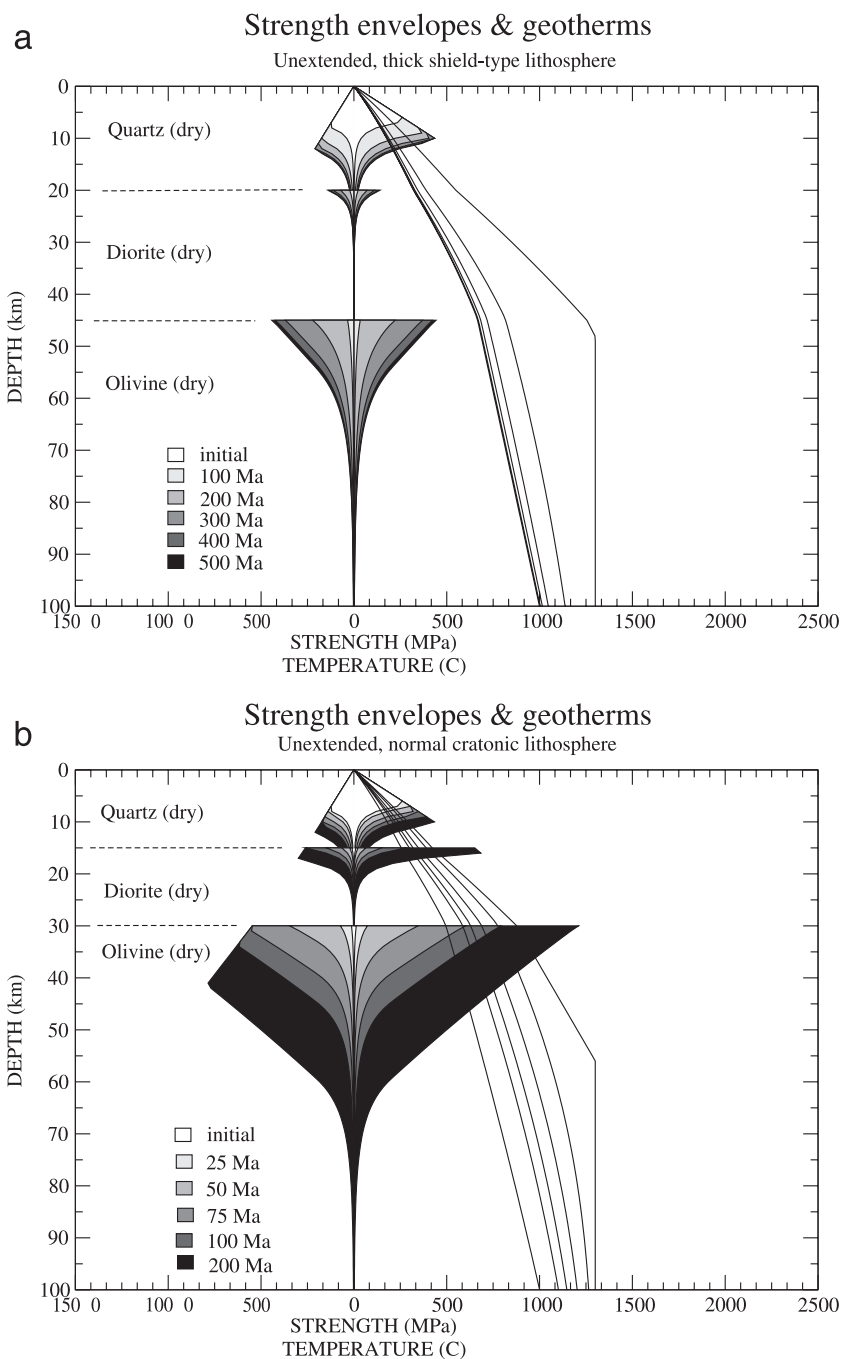 a
Strength envelopes & geotherms
Unextended, thick shield-type lithosphere
0
Quartz (dry)
10
20
Diorite (dry)
30
40
DEPTH (km)
50
Olivine (dry)
60
70
80
90
100
initial
100 Ma
200 Ma
300 Ma
400 Ma
500 Ma
150 0 100 0 500 0 500 1000 1500 2000 2500
STRENGTH (MPa)
TEMPERATURE (C)
b
Strength envelopes & geotherms
Unextended, normal cratonic lithosphere
0
Quartz (dry)
10
20
Diorite (dry)
30
Olivine (dry)
40
DEPTH (km)
50
60
70
80
90
100
initial
25 Ma
50 Ma
75 Ma
100 Ma
200 Ma
150 0 100 0 500 0 500 1000 1500 2000 2500
STRENGTH (MPa)
TEMPERATURE (C)